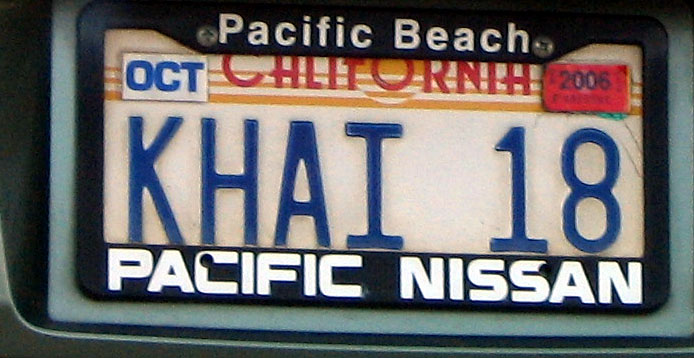 Pacific Beach
OCT CALIFORNIA 2006
KHAI 18
PACIFIC NISSAN